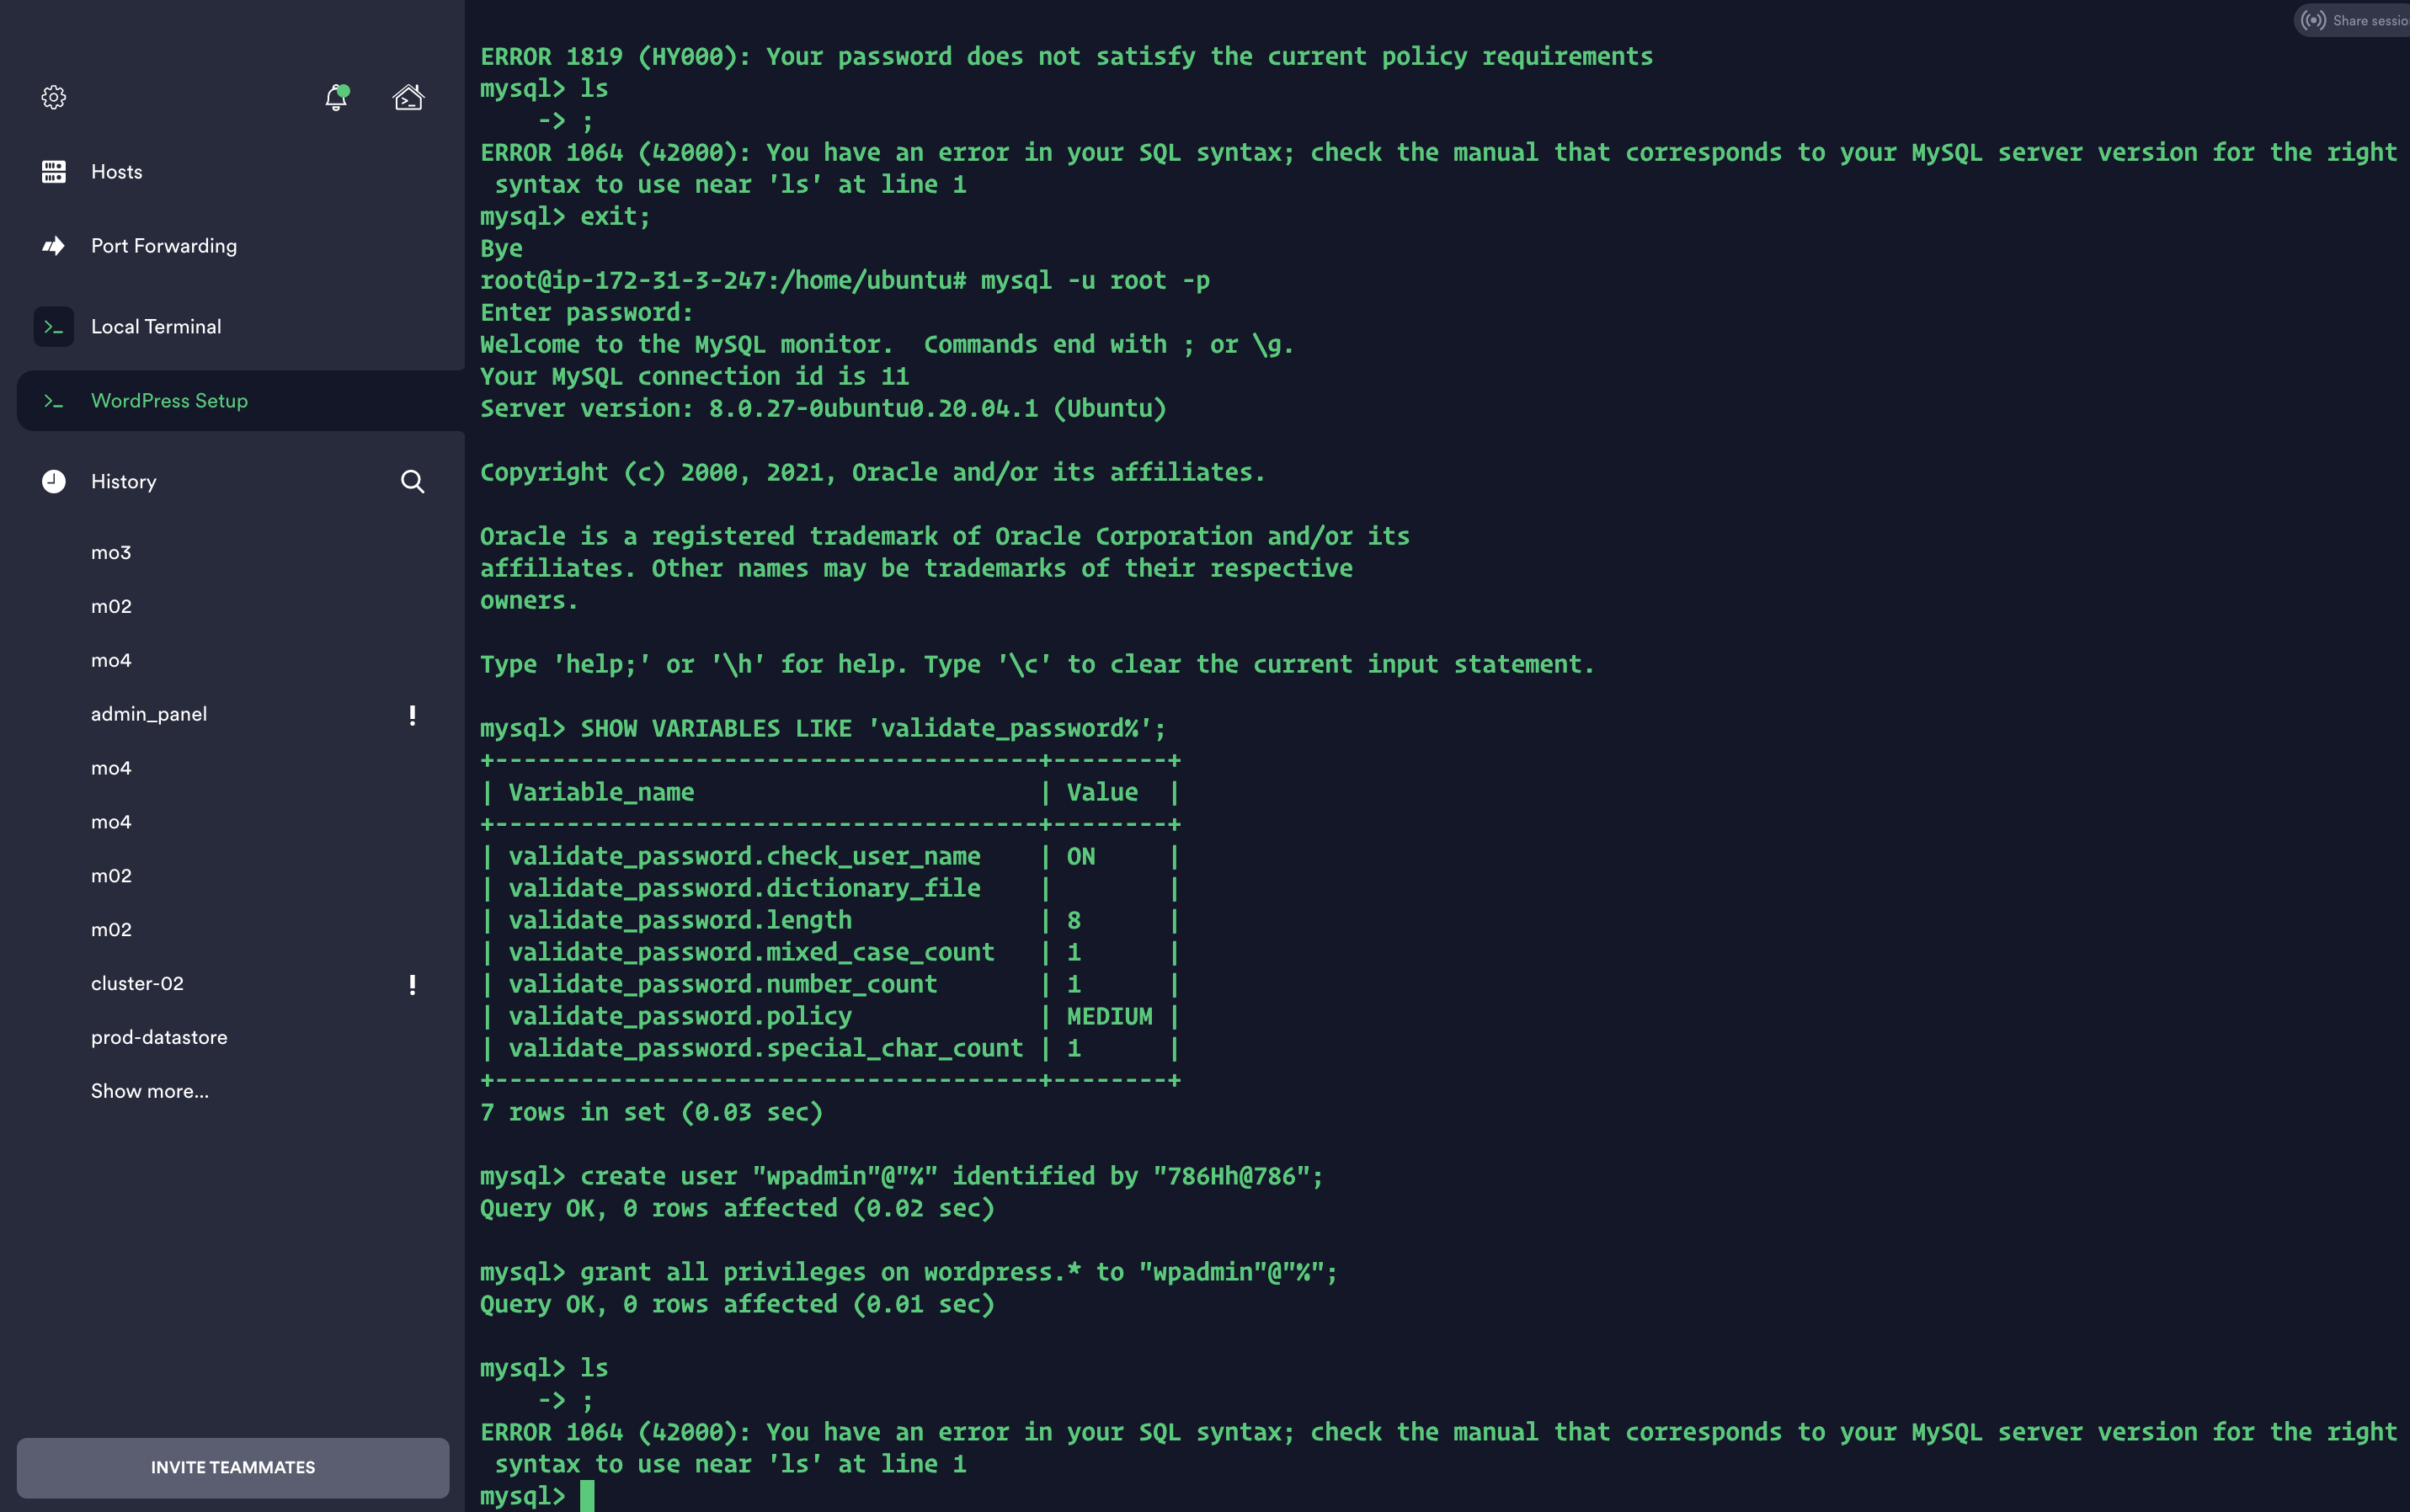 Share sessio
Hosts
Port Forwarding
Local Terminal
WordPress Setup
History
mo3
m02
mo4
admin_panel
mo4
mo4
m02
m02
cluster-02
prod-datastore
Show more...
INVITE TEAMMATES
ERROR 1819 (HY000): Your password does not satisfy the current policy requirements
mysql> ls
    -> ;
ERROR 1064 (42000): You have an error in your SQL syntax; check the manual that corresponds to your MySQL server version for the right
 syntax to use near 'ls' at line 1
mysql> exit;
Bye
root@ip-172-31-3-247:/home/ubuntu# mysql -u root -p
Enter password:
Welcome to the MySQL monitor.  Commands end with ; or \g.
Your MySQL connection id is 11
Server version: 8.0.27-0ubuntu0.20.04.1 (Ubuntu)
Copyright (c) 2000, 2021, Oracle and/or its affiliates.
Oracle is a registered trademark of Oracle Corporation and/or its
affiliates. Other names may be trademarks of their respective
owners.
Type 'help;' or '\h' for help. Type '\c' to clear the current input statement.
mysql> SHOW VARIABLES LIKE 'validate_password%';
+--------------------------------------+--------+
| Variable_name                        | Value  |
+--------------------------------------+--------+
| validate_password.check_user_name    | ON     |
| validate_password.dictionary_file    |        |
| validate_password.length             | 8      |
| validate_password.mixed_case_count   | 1      |
| validate_password.number_count       | 1      |
| validate_password.policy             | MEDIUM |
| validate_password.special_char_count | 1      |
+--------------------------------------+--------+
7 rows in set (0.03 sec)
mysql> create user "wpadmin"@"%" identified by "786Hh@786";
Query OK, 0 rows affected (0.02 sec)
mysql> grant all privileges on wordpress.* to "wpadmin"@"%";
Query OK, 0 rows affected (0.01 sec)
mysql> ls
    -> ;
ERROR 1064 (42000): You have an error in your SQL syntax; check the manual that corresponds to your MySQL server version for the right
 syntax to use near 'ls' at line 1
mysql>